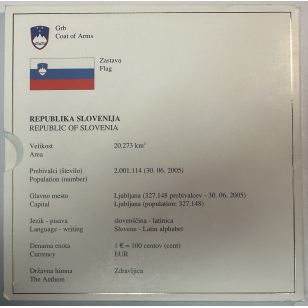 Grb
Coat of Arms
Zastava
Flag
REPUBLIKA SLOVENIJA
REPUBLIC OF SLOVENIA
Velikost 20.273 km²
Area
Prebivalci (število) 2.001.114 (30. 06. 2005)
Population (number)
Glavno mesto Ljubljana (327.148 prebivalcev - 30. 06. 2005)
Capital Ljubljana (population: 327.148)
Jezik - pisava slovenščina - latinica
Language - writing Slovene - Latin alphabet
Denarna enota 1 € = 100 centov (cent)
Currency EUR
Državna himna Zdravljica
The Anthem